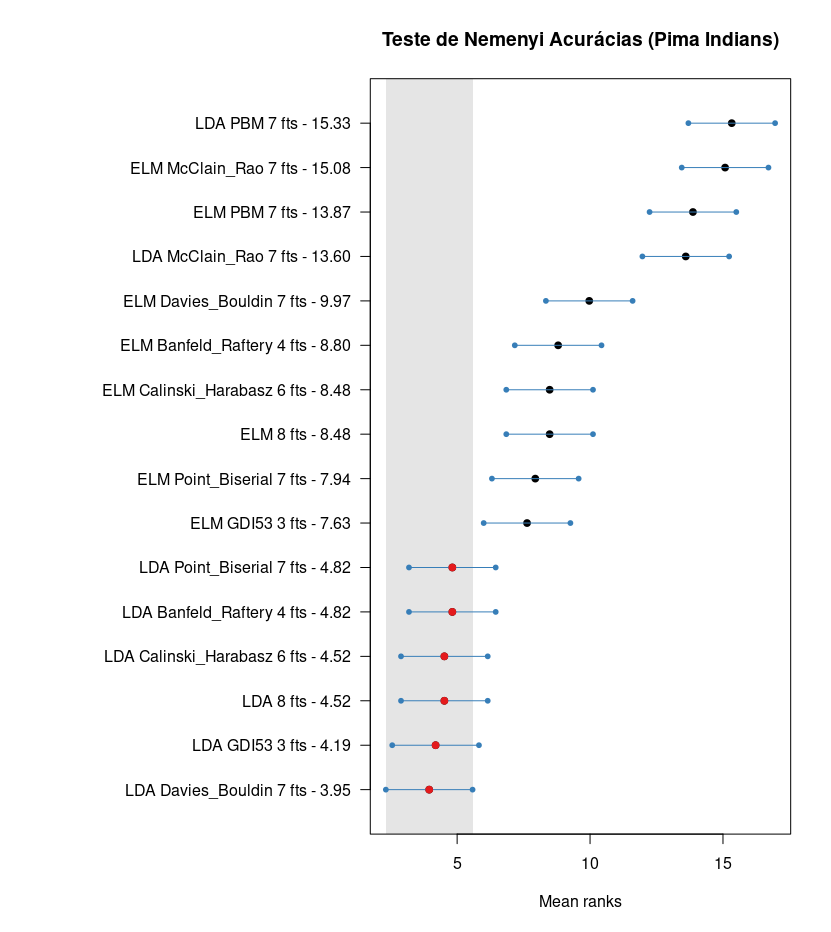 Teste de Nemenyi Acurácias (Pima Indians)
LDA PBM 7 fts - 15.33
ELM McClain_Rao 7 fts - 15.08
ELM PBM 7 fts - 13.87
LDA McClain_Rao 7 fts - 13.60
ELM Davies_Bouldin 7 fts - 9.97
ELM Banfeld_Raftery 4 fts - 8.80
ELM Calinski_Harabasz 6 fts - 8.48
ELM 8 fts - 8.48
ELM Point_Biserial 7 fts - 7.94
ELM GDI53 3 fts - 7.63
LDA Point_Biserial 7 fts - 4.82
LDA Banfeld_Raftery 4 fts - 4.82
LDA Calinski_Harabasz 6 fts - 4.52
LDA 8 fts - 4.52
LDA GDI53 3 fts - 4.19
LDA Davies_Bouldin 7 fts - 3.95
5 10 15
Mean ranks